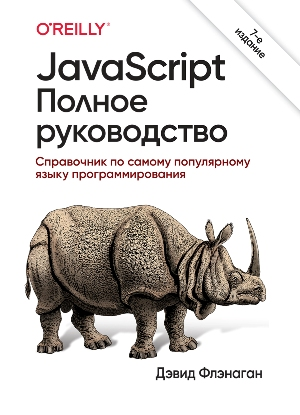 O'REILLY®
7-е
издание
JavaScript
Полное
руководство
Справочник по самому популярному
языку программирования
Дэвид Флэнаган